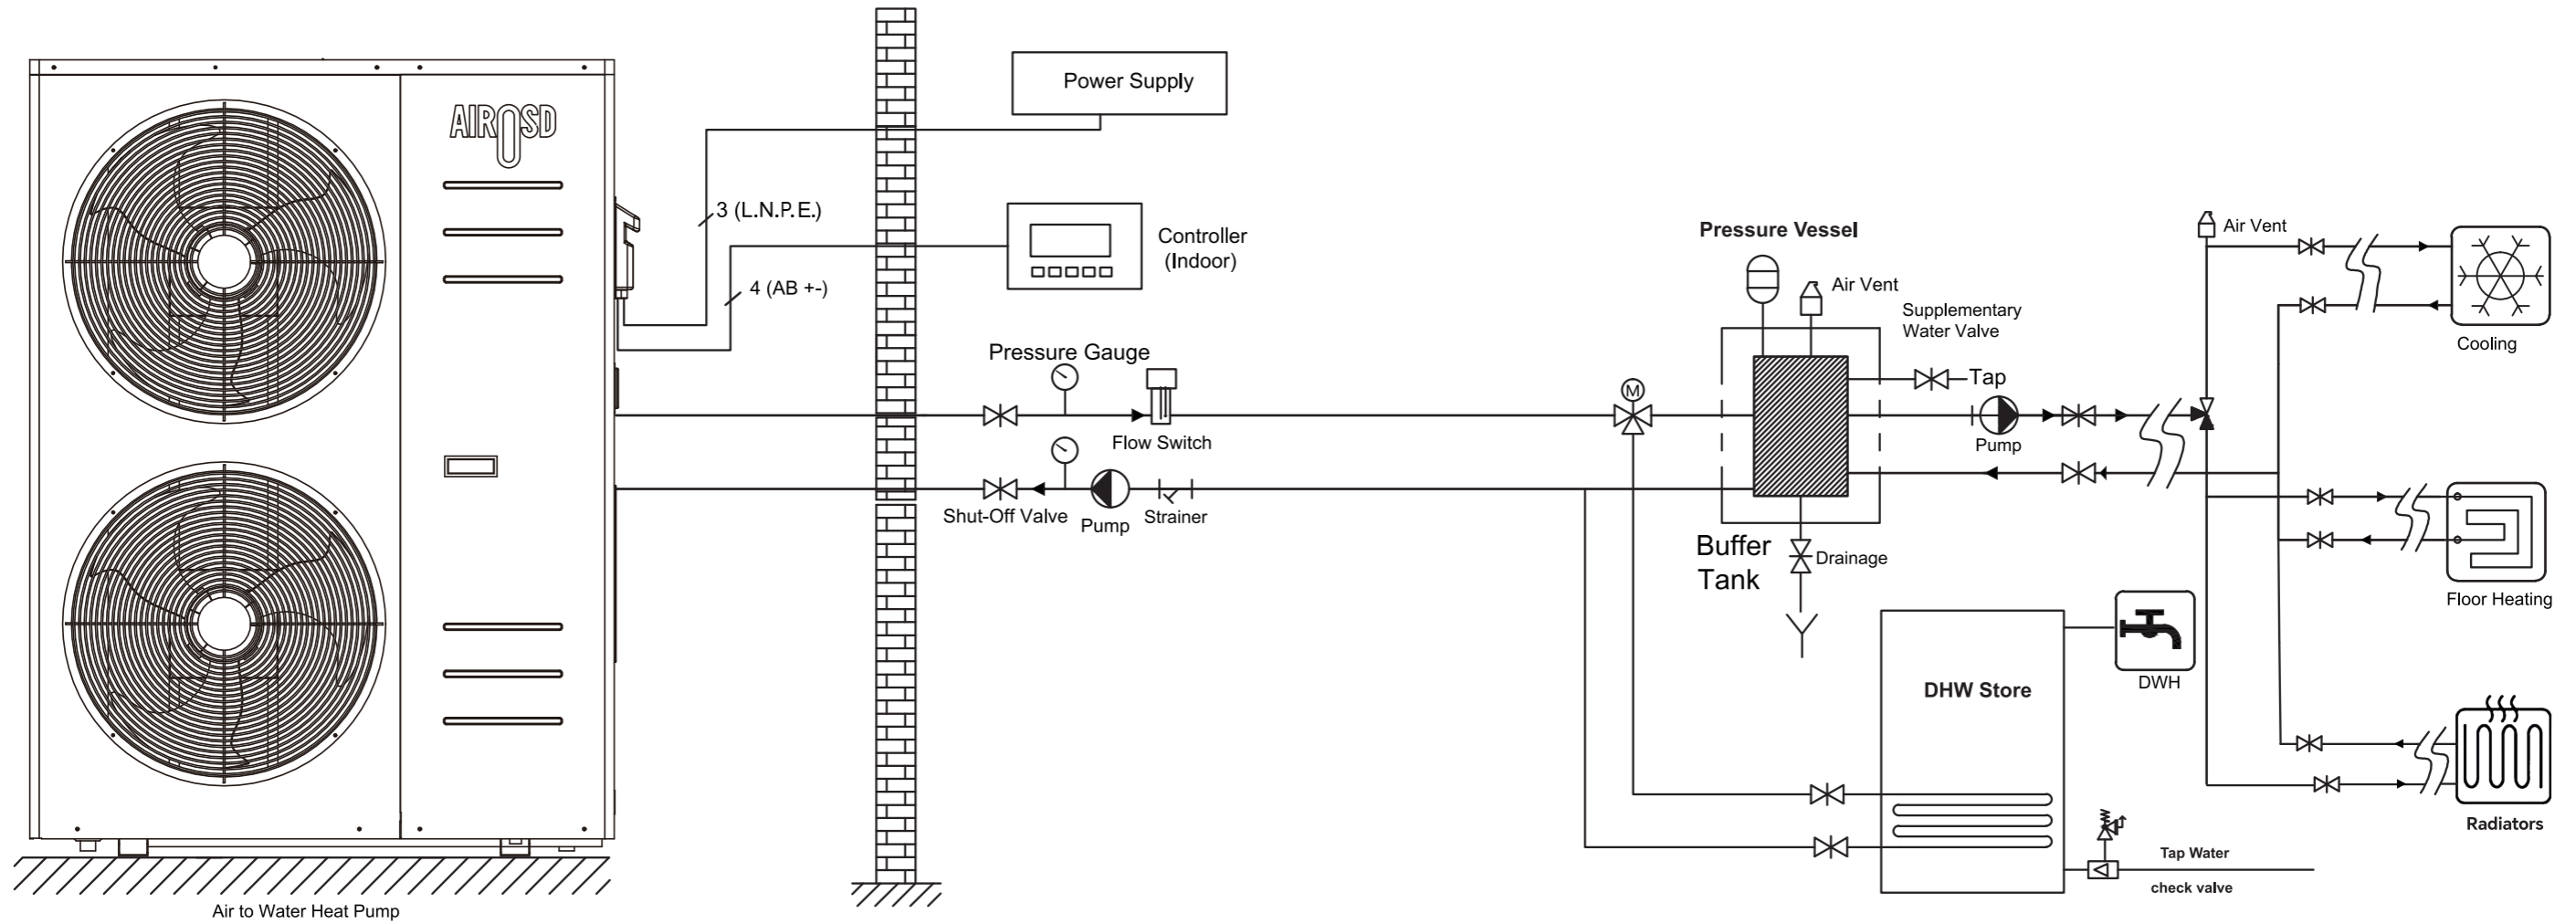 AIROSD
Power Supply
3 (L.N.P.E.)
Controller
(Indoor)
4 (AB +-)
Pressure Gauge
Flow Switch
Shut-Off Valve
Pump
Strainer
M
Pressure Vessel
Air Vent
Supplementary
Water Valve
Tap
Pump
Buffer
Tank
Drainage
Air Vent
Cooling
Floor Heating
DHW Store
DWH
Radiators
Tap Water
check valve
Air to Water Heat Pump